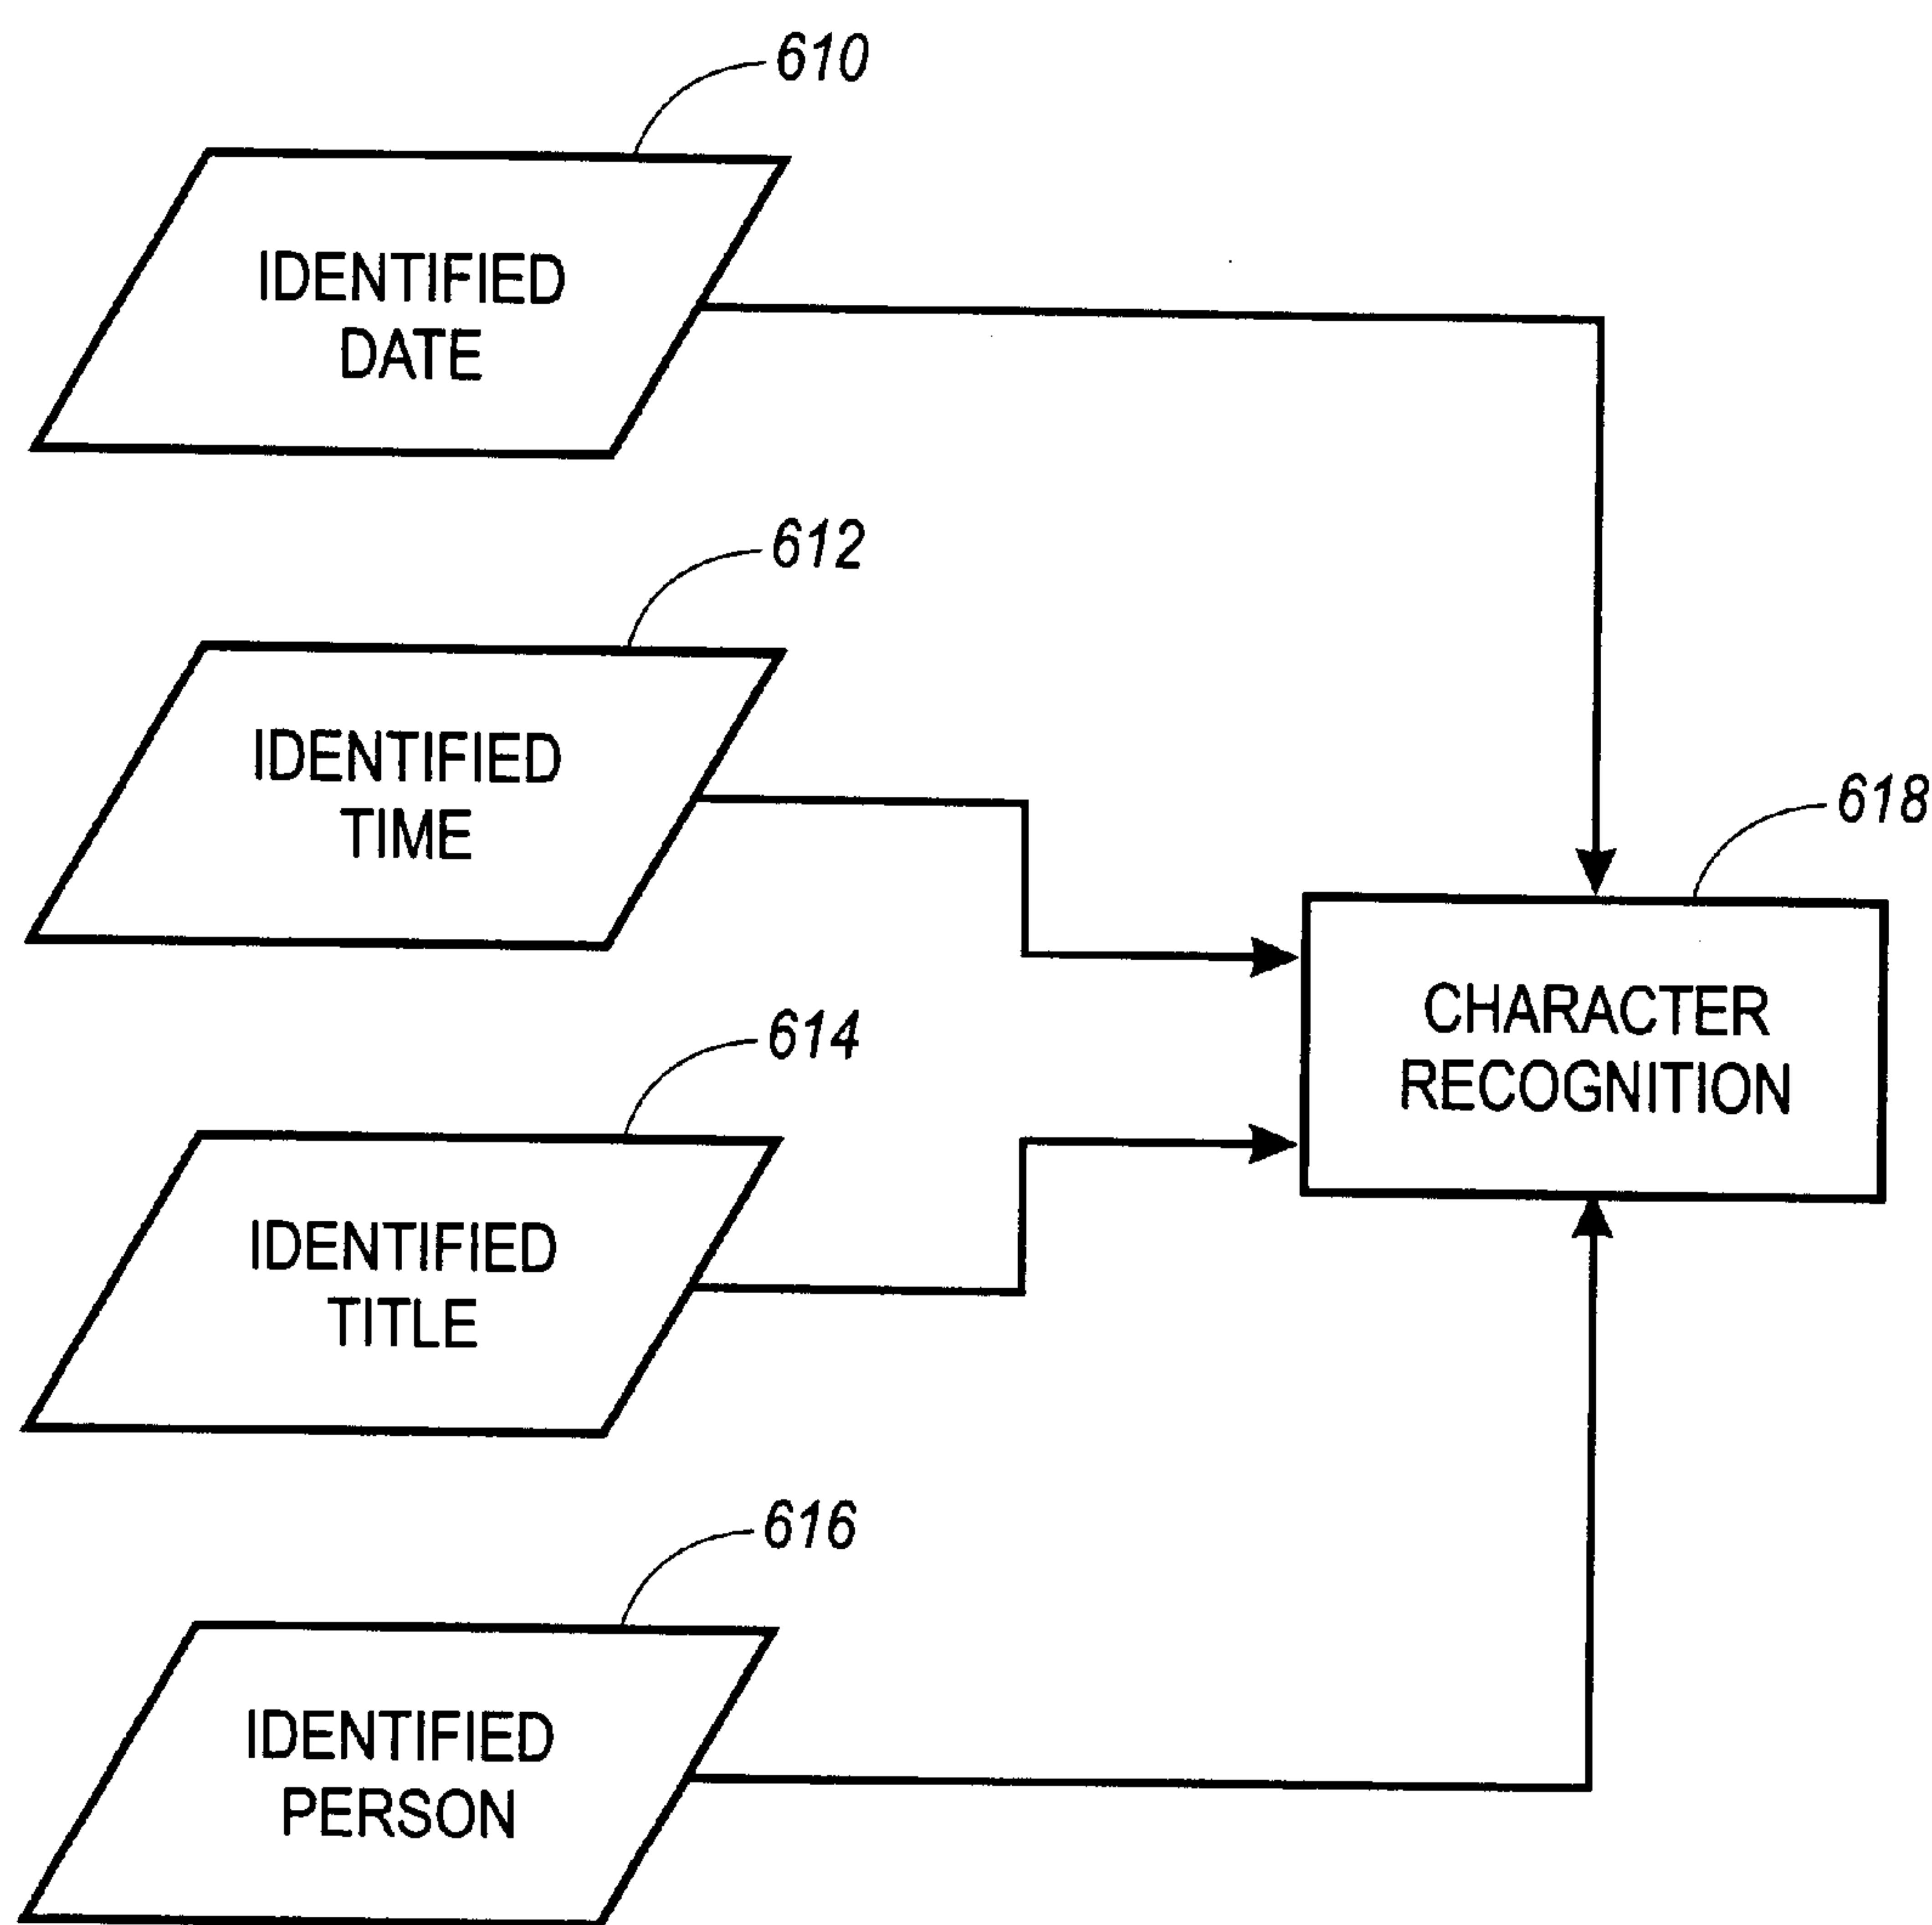 610
IDENTIFIED
DATE
612
IDENTIFIED
TIME
618
614
CHARACTER
RECOGNITION
IDENTIFIED
TITLE
616
IDENTIFIED
PERSON